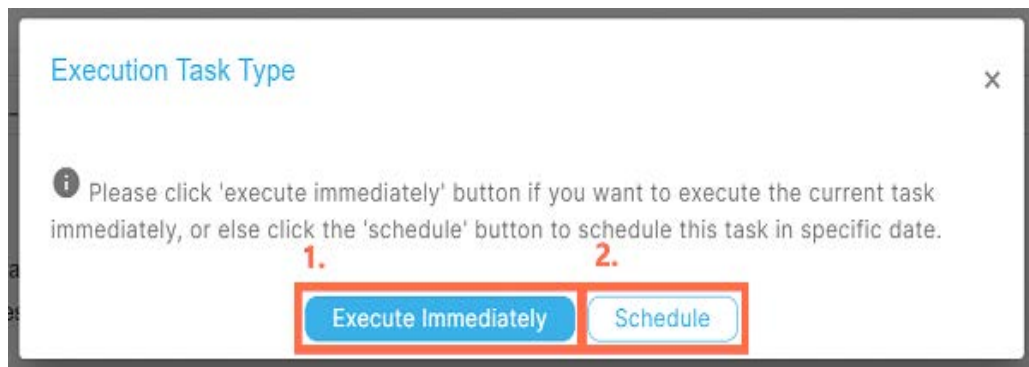 Execution Task Type
×
Please click 'execute immediately' button if you want to execute the current task
immediately, or else click the 'schedule' button to schedule this task in specific date.
1. 2.
Execute Immediately Schedule